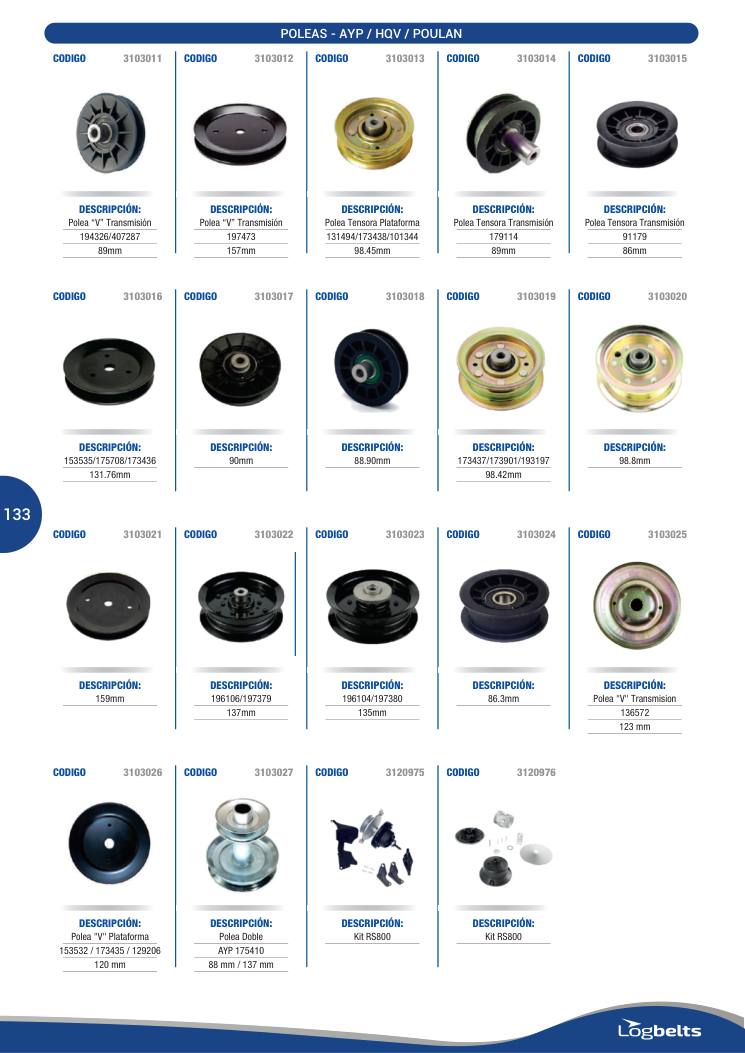 POLEAS - AYP / HQV / POULAN
CODIGO 3103011
DESCRIPCIÓN:
Polea “V” Transmisión
194326/407287
89mm
CODIGO 3103012
DESCRIPCIÓN:
Polea “V” Transmisión
197473
157mm
CODIGO 3103013
DESCRIPCIÓN:
Polea Tensora Plataforma
131494/173438/101344
98.45mm
CODIGO 3103014
DESCRIPCIÓN:
Polea Tensora Transmisión
179114
89mm
CODIGO 3103015
DESCRIPCIÓN:
Polea Tensora Transmisión
91179
86mm
CODIGO 3103016
DESCRIPCIÓN:
153535/175708/173436
131.76mm
CODIGO 3103017
DESCRIPCIÓN:
90mm
CODIGO 3103018
DESCRIPCIÓN:
88.90mm
CODIGO 3103019
DESCRIPCIÓN:
173437/173901/193197
98.42mm
CODIGO 3103020
DESCRIPCIÓN:
98.8mm
133
CODIGO 3103021
DESCRIPCIÓN:
159mm
CODIGO 3103022
DESCRIPCIÓN:
196106/197379
137mm
CODIGO 3103023
DESCRIPCIÓN:
196104/197380
135mm
CODIGO 3103024
DESCRIPCIÓN:
86.3mm
CODIGO 3103025
DESCRIPCIÓN:
Polea "V" Transmision
136572
123 mm
CODIGO 3103026
DESCRIPCIÓN:
Polea "V" Plataforma
153532 / 173435 / 129206
120 mm
CODIGO 3103027
DESCRIPCIÓN:
Polea Doble
AYP 175410
88 mm / 137 mm
CODIGO 3120975
DESCRIPCIÓN:
Kit RS800
CODIGO 3120976
DESCRIPCIÓN:
Kit RS800
Logbelts